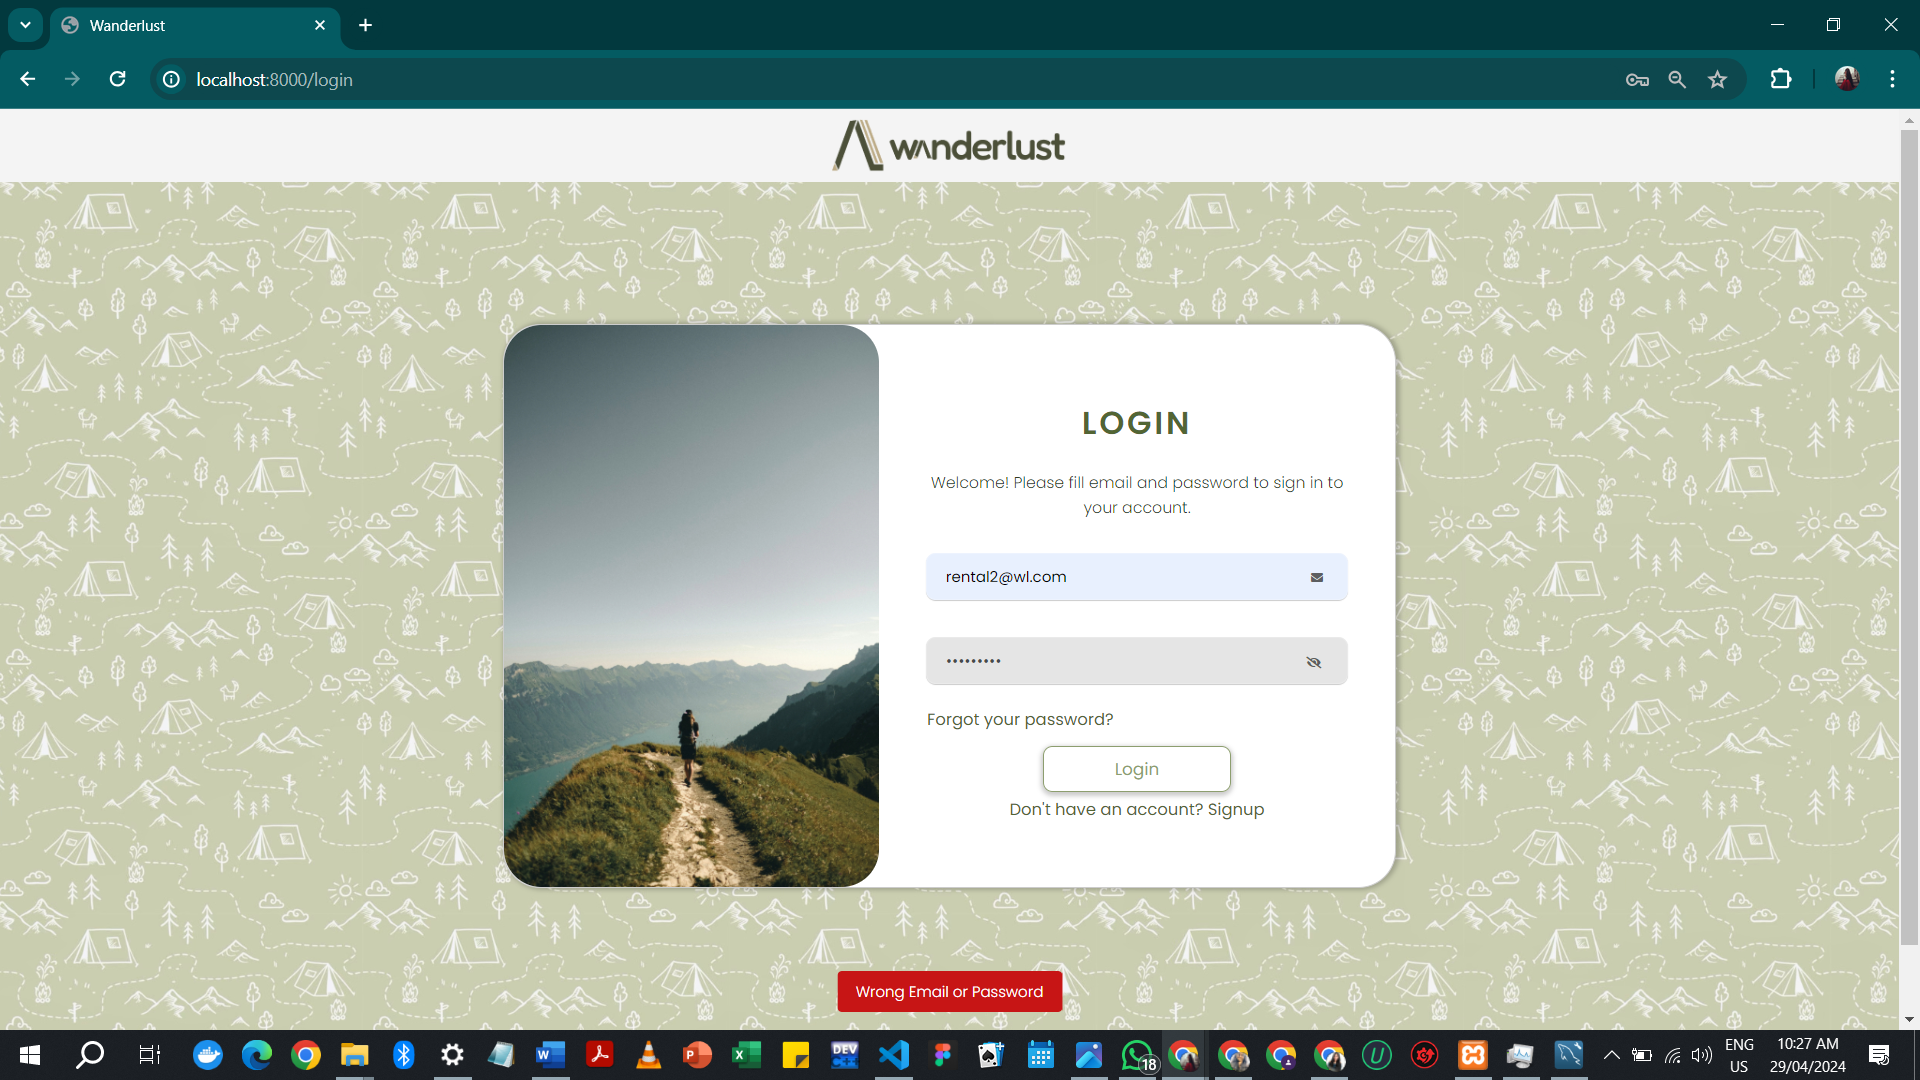 Wanderlust
localhost:8000/login
wanderlust
LOGIN
Welcome! Please fill email and password to sign in to
your account.
rental2@wl.com
•••••••••
Forgot your password?
Login
Don't have an account? Signup
Wrong Email or Password
W
P
X
DEV
C++
18
U
ENG
US
10:27 AM
29/04/2024